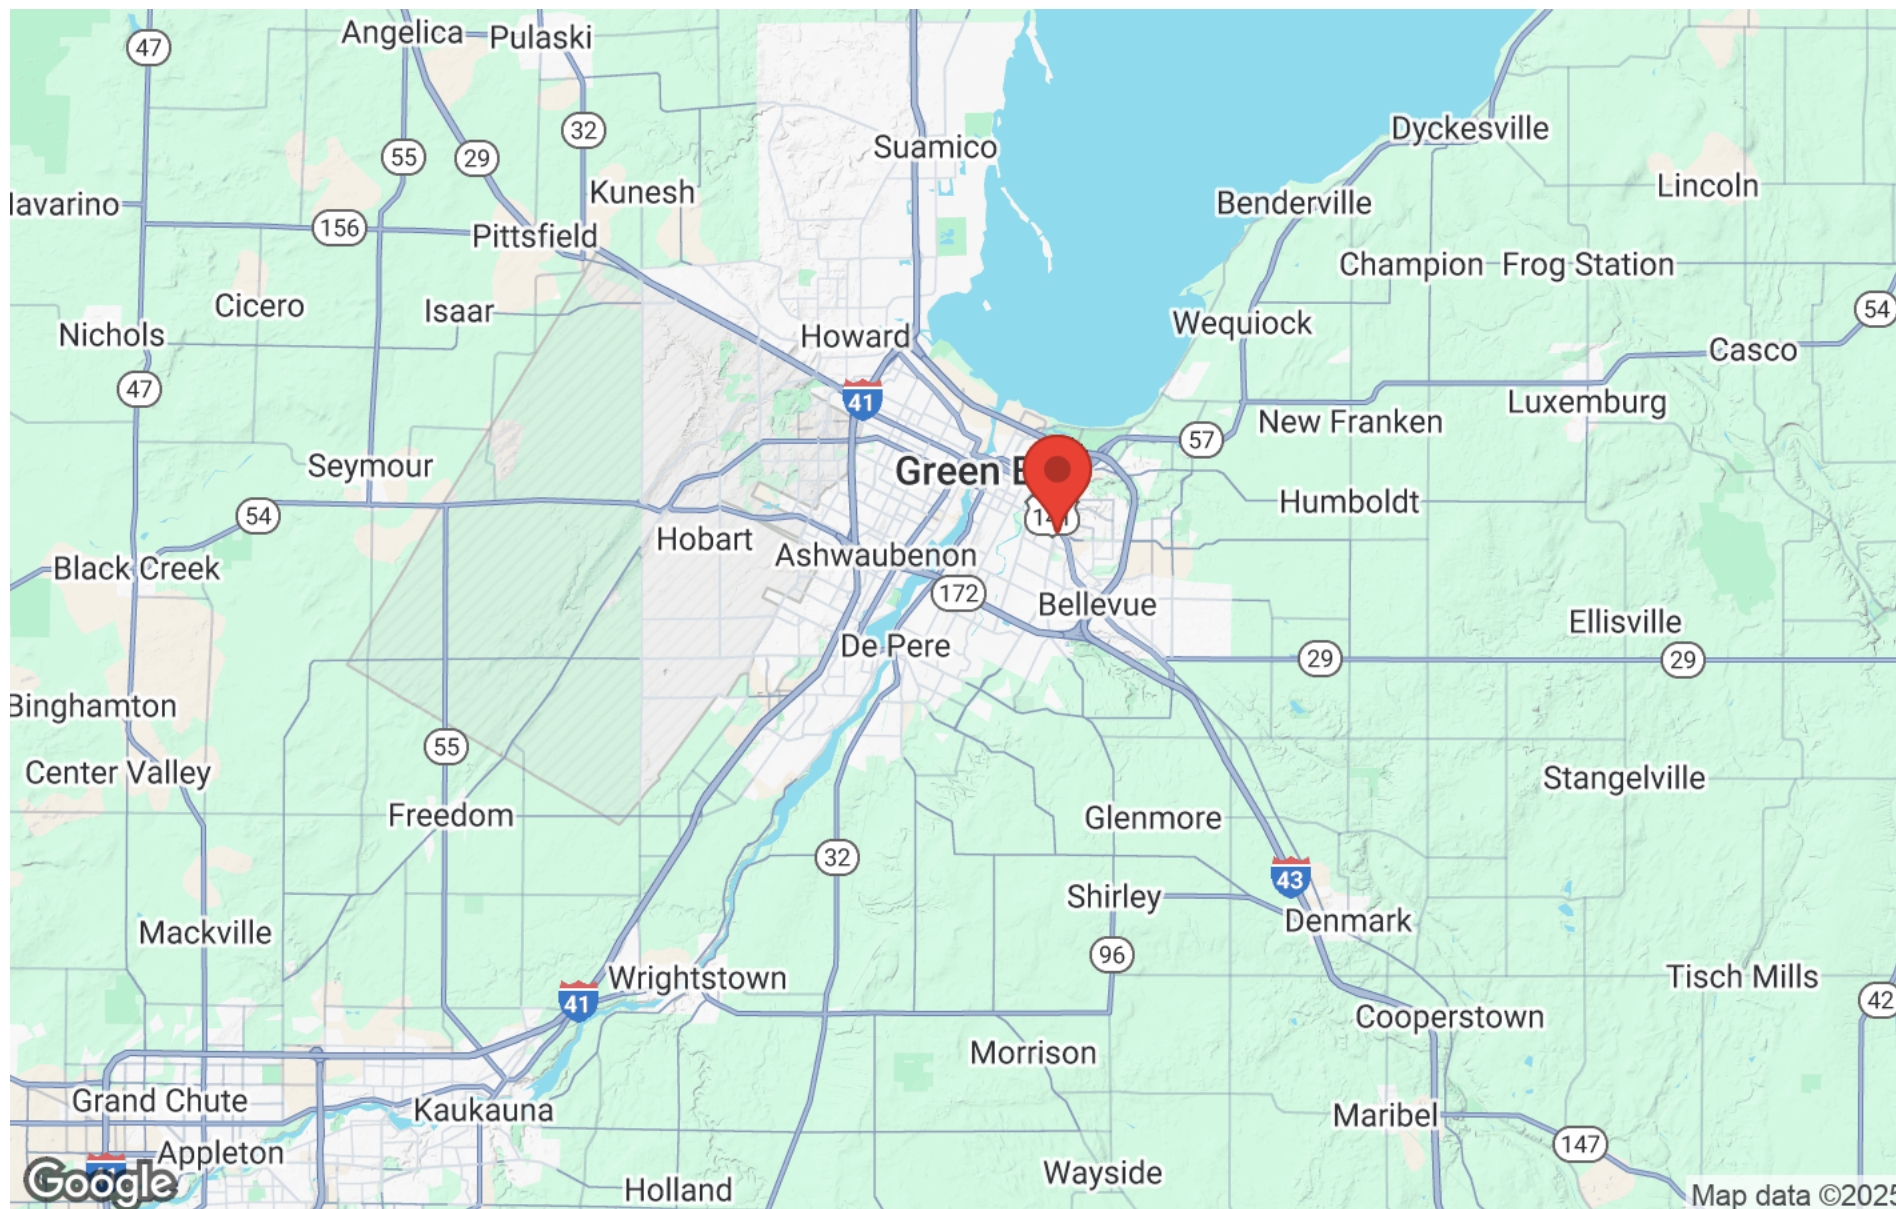 47
Angelica
Pulaski
32
Suamico
Dyckesville
55
29
Kunesh
Lincoln
Navarino
Benderville
156
Pittsfield
Champion
Frog Station
Cicero
Isaar
54
Nichols
Howard
Wequiock
Casco
47
41
Luxemburg
New Franken
57
Seymour
Green
Humboldt
54
Hobart
Ashwaubenon
Black Creek
172
Bellevue
Ellisville
De Pere
29
29
Binghamton
55
Center Valley
Stangelville
Freedom
Glenmore
32
43
Shirley
Denmark
Mackville
96
Wrightstown
Tisch Mills
41
42
Cooperstown
Morrison
Grand Chute
Kaukauna
Maribel
147
Appleton
Wayside
Google
Holland
Map data ©2025